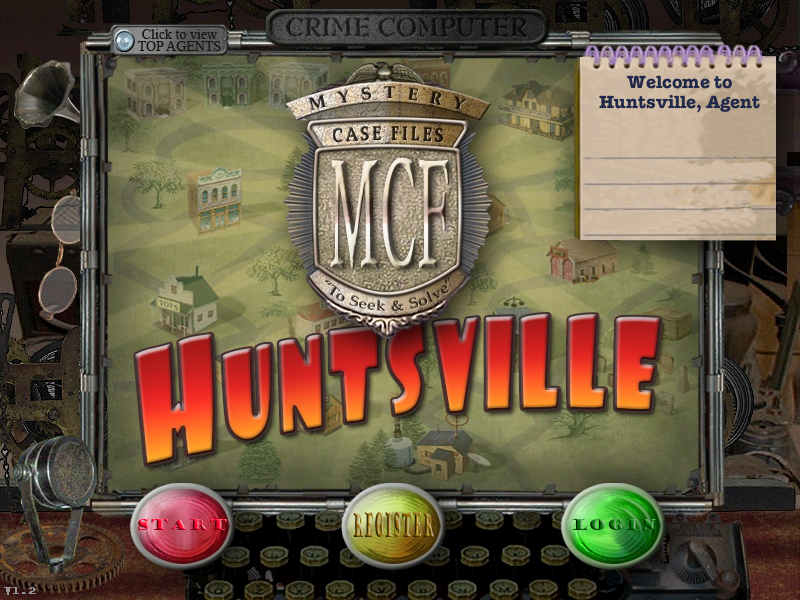 CRIME COMPUTER
Click to view
TOP AGENTS
Welcome to
Huntsville, Agent
MYSTERY
CASE FILES
MCF
"To Seek & Solve"
TOYS
HUNTSVILLE
START
REGISTER
LOGIN
V1.2